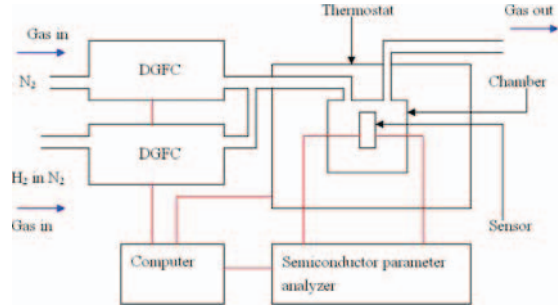 Thermostat
Gas out
Gas in
DGFC
N2
Chamber
DGFC
H2 in N2
Gas in
Sensor
Computer
Semiconductor parameter
analyzer